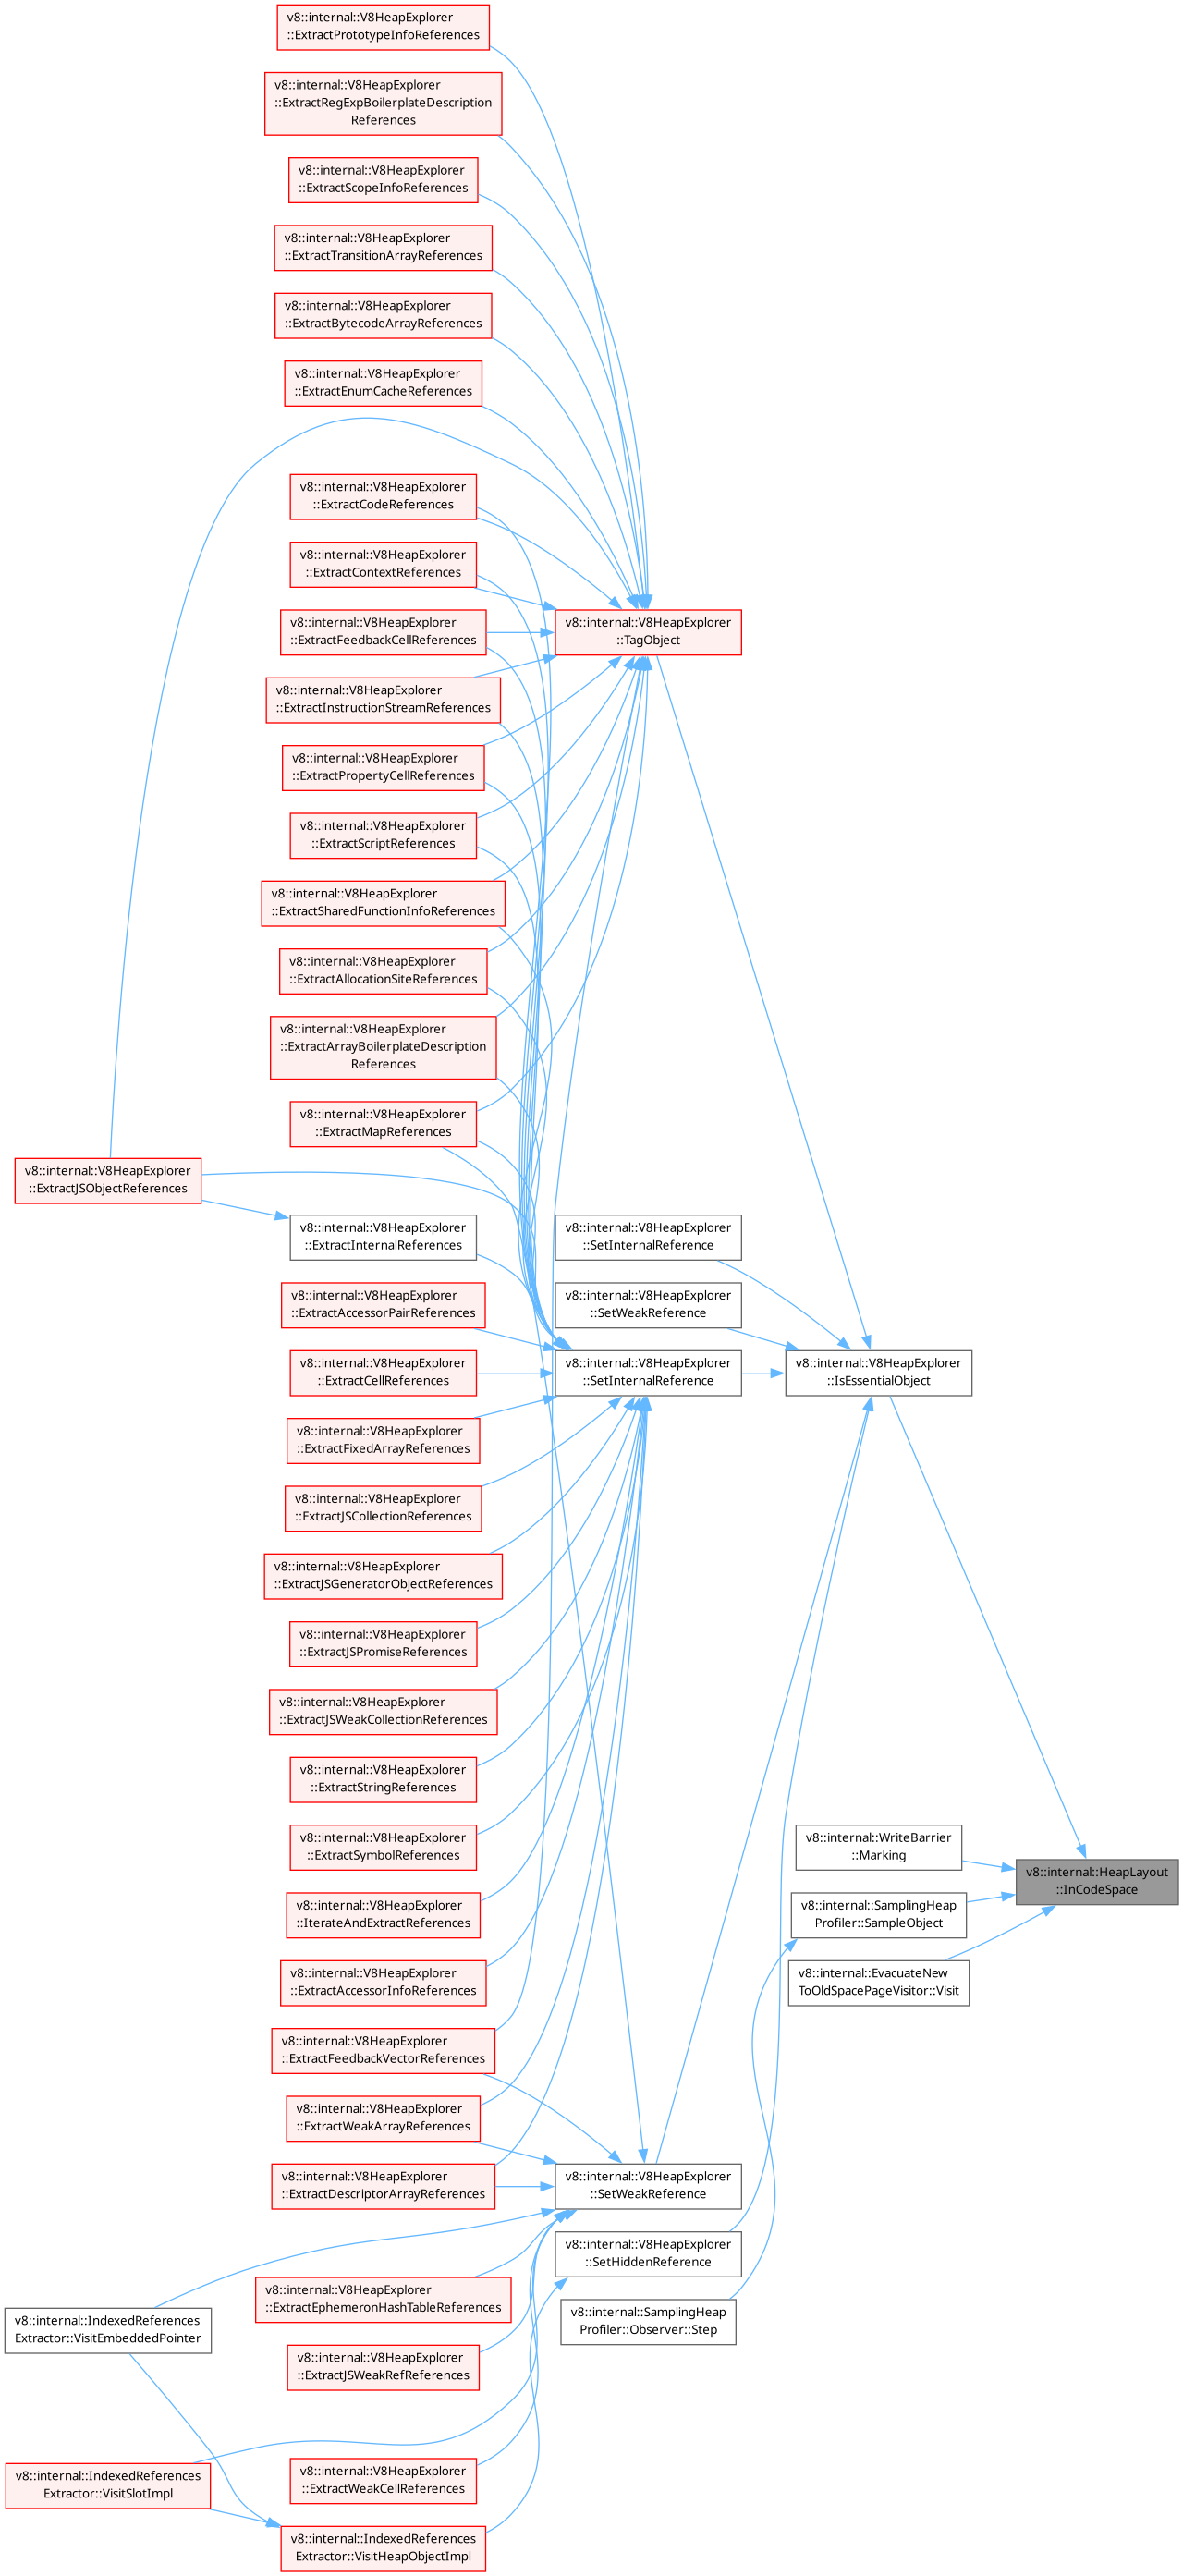 v8::internal::V8HeapExplorer
::ExtractPrototypeInfoReferences
v8::internal::V8HeapExplorer
::ExtractRegExpBoilerplateDescription
References
v8::internal::V8HeapExplorer
::ExtractScopeInfoReferences
v8::internal::V8HeapExplorer
::ExtractTransitionArrayReferences
v8::internal::V8HeapExplorer
::ExtractBytecodeArrayReferences
v8::internal::V8HeapExplorer
::ExtractEnumCacheReferences
v8::internal::V8HeapExplorer
::ExtractCodeReferences
v8::internal::V8HeapExplorer
::ExtractContextReferences
v8::internal::V8HeapExplorer
::ExtractFeedbackCellReferences
v8::internal::V8HeapExplorer
::TagObject
v8::internal::V8HeapExplorer
::ExtractInstructionStreamReferences
v8::internal::V8HeapExplorer
::ExtractPropertyCellReferences
v8::internal::V8HeapExplorer
::ExtractScriptReferences
v8::internal::V8HeapExplorer
::ExtractSharedFunctionInfoReferences
v8::internal::V8HeapExplorer
::ExtractAllocationSiteReferences
v8::internal::V8HeapExplorer
::ExtractArrayBoilerplateDescription
References
v8::internal::V8HeapExplorer
::ExtractMapReferences
v8::internal::V8HeapExplorer
::ExtractJSObjectReferences
v8::internal::V8HeapExplorer
::ExtractInternalReferences
v8::internal::V8HeapExplorer
::SetInternalReference
v8::internal::V8HeapExplorer
::ExtractAccessorPairReferences
v8::internal::V8HeapExplorer
::SetWeakReference
v8::internal::V8HeapExplorer
::ExtractCellReferences
v8::internal::V8HeapExplorer
::SetInternalReference
v8::internal::V8HeapExplorer
::IsEssentialObject
v8::internal::V8HeapExplorer
::ExtractFixedArrayReferences
v8::internal::V8HeapExplorer
::ExtractJSCollectionReferences
v8::internal::V8HeapExplorer
::ExtractJSGeneratorObjectReferences
v8::internal::V8HeapExplorer
::ExtractJSPromiseReferences
v8::internal::V8HeapExplorer
::ExtractJSWeakCollectionReferences
v8::internal::V8HeapExplorer
::ExtractStringReferences
v8::internal::V8HeapExplorer
::ExtractSymbolReferences
v8::internal::WriteBarrier
::Marking
v8::internal::HeapLayout
::InCodeSpace
v8::internal::V8HeapExplorer
::IterateAndExtractReferences
v8::internal::SamplingHeap
Profiler::SampleObject
v8::internal::V8HeapExplorer
::ExtractAccessorInfoReferences
v8::internal::EvacuateNew
ToOldSpacePageVisitor::Visit
v8::internal::V8HeapExplorer
::ExtractFeedbackVectorReferences
v8::internal::V8HeapExplorer
::ExtractWeakArrayReferences
v8::internal::V8HeapExplorer
::ExtractDescriptorArrayReferences
v8::internal::V8HeapExplorer
::SetWeakReference
v8::internal::V8HeapExplorer
::SetHiddenReference
v8::internal::V8HeapExplorer
::ExtractEphemeronHashTableReferences
v8::internal::SamplingHeap
Profiler::Observer::Step
v8::internal::IndexedReferences
Extractor::VisitEmbeddedPointer
v8::internal::V8HeapExplorer
::ExtractJSWeakRefReferences
v8::internal::IndexedReferences
Extractor::VisitSlotImpl
v8::internal::V8HeapExplorer
::ExtractWeakCellReferences
v8::internal::IndexedReferences
Extractor::VisitHeapObjectImpl